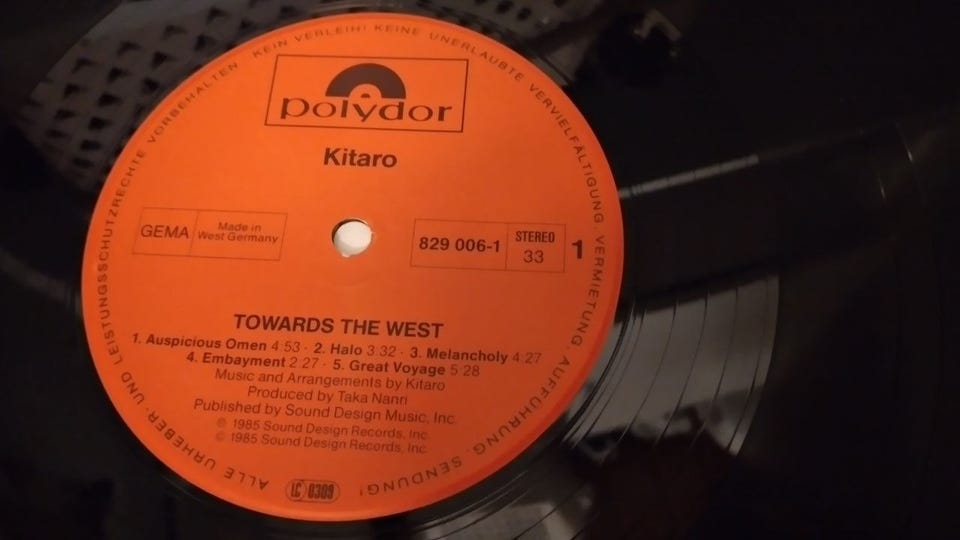 ALLE URHEBER- UND LEISTUNGSSCHUTZRECHTE VORBEHALTEN KEIN VERLEIH! KEINE UNERLAUBTE VERVIELFÄLTIGUNG, VERMIETUNG, AUFFÜHRUNG, SENDUNG!
polydor
Kitaro
GEMA
Made in
West Germany
829 006-1
STEREO
33
1
TOWARDS THE WEST
1. Auspicious Omen 4:53 · 2. Halo 3:32 · 3. Melancholy 4:27
4. Embayment 2:27 · 5. Great Voyage 5:28
Music and Arrangements by Kitaro
Produced by Taka Nanri
Published by Sound Design Music, Inc.
℗ 1985 Sound Design Records, Inc.
© 1985 Sound Design Records, Inc.
LC 0309